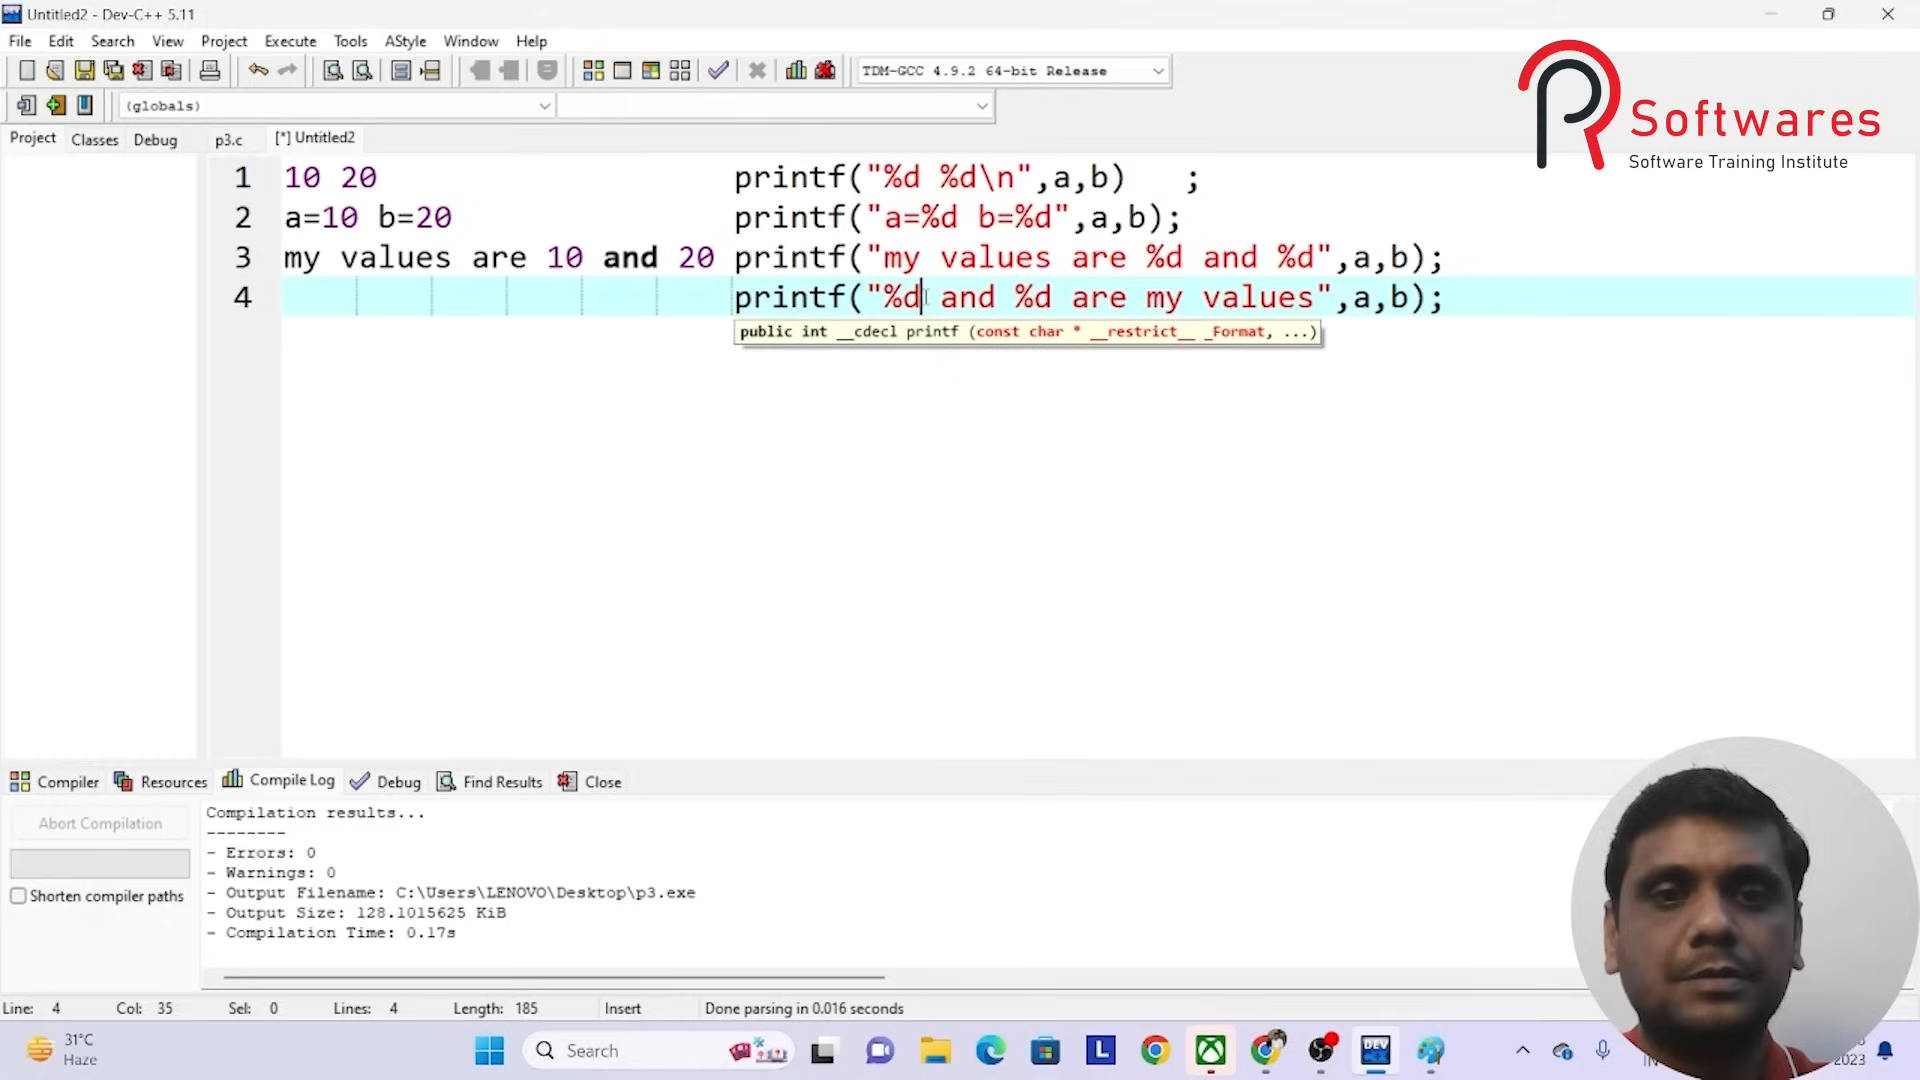 Untitled2 - Dev-C++ 5.11
File Edit Search View Project Execute Tools AStyle Window Help
TDM-GCC 4.9.2 64-bit Release
(globals)
Softwares
Software Training Institute
Project Classes Debug p3.c [*] Untitled2
1 10 20 printf("%d %d\n",a,b) ;
2 a=10 b=20 printf("a=%d b=%d",a,b);
3 my values are 10 and 20 printf("my values are %d and %d",a,b);
4 printf("%d and %d are my values",a,b);
public int __cdecl printf (const char * __restrict__ _Format, ...)
Compiler Resources Compile Log Debug Find Results Close
Abort Compilation
Shorten compiler paths
Compilation results...
--------
- Errors: 0
- Warnings: 0
- Output Filename: C:\Users\LENOVO\Desktop\p3.exe
- Output Size: 128.1015625 KiB
- Compilation Time: 0.17s
Line: 4 Col: 35 Sel: 0 Lines: 4 Length: 185 Insert Done parsing in 0.016 seconds
31°C
Haze
Search
DEV
2023